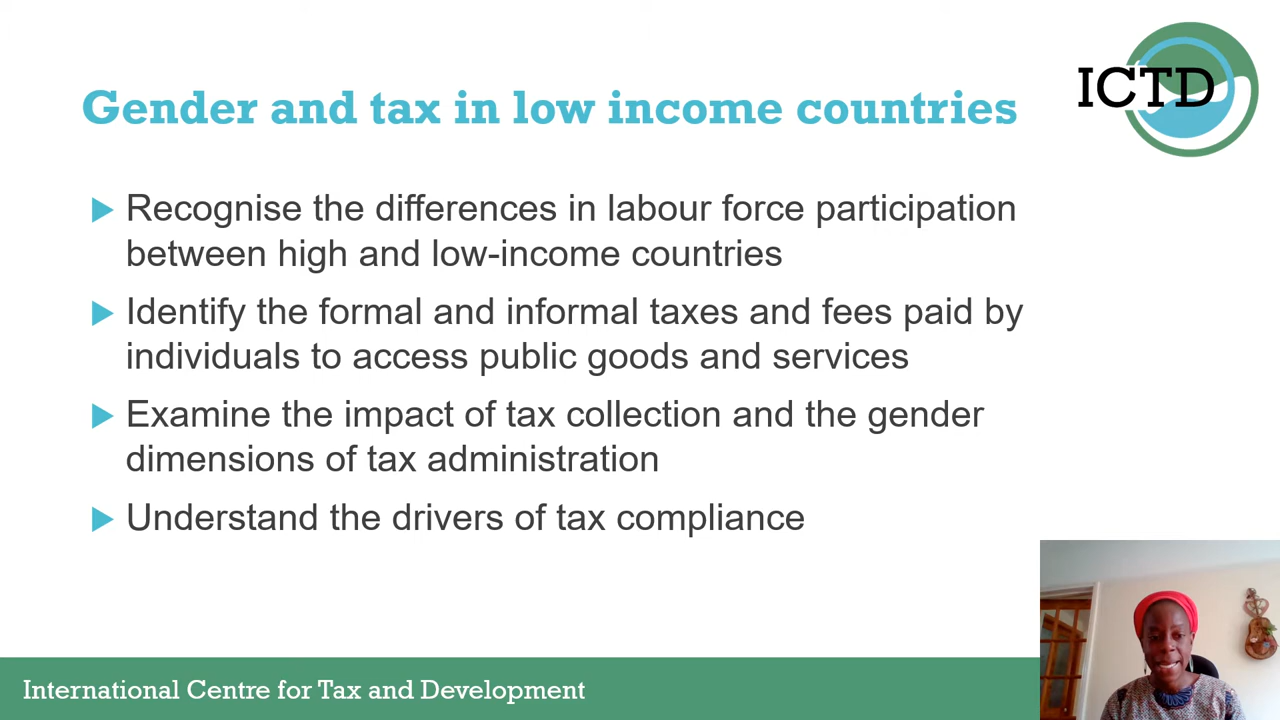 ICTD
Gender and tax in low income countries
Recognise the differences in labour force participation
between high and low-income countries
Identify the formal and informal taxes and fees paid by
individuals to access public goods and services
Examine the impact of tax collection and the gender
dimensions of tax administration
Understand the drivers of tax compliance
International Centre for Tax and Development